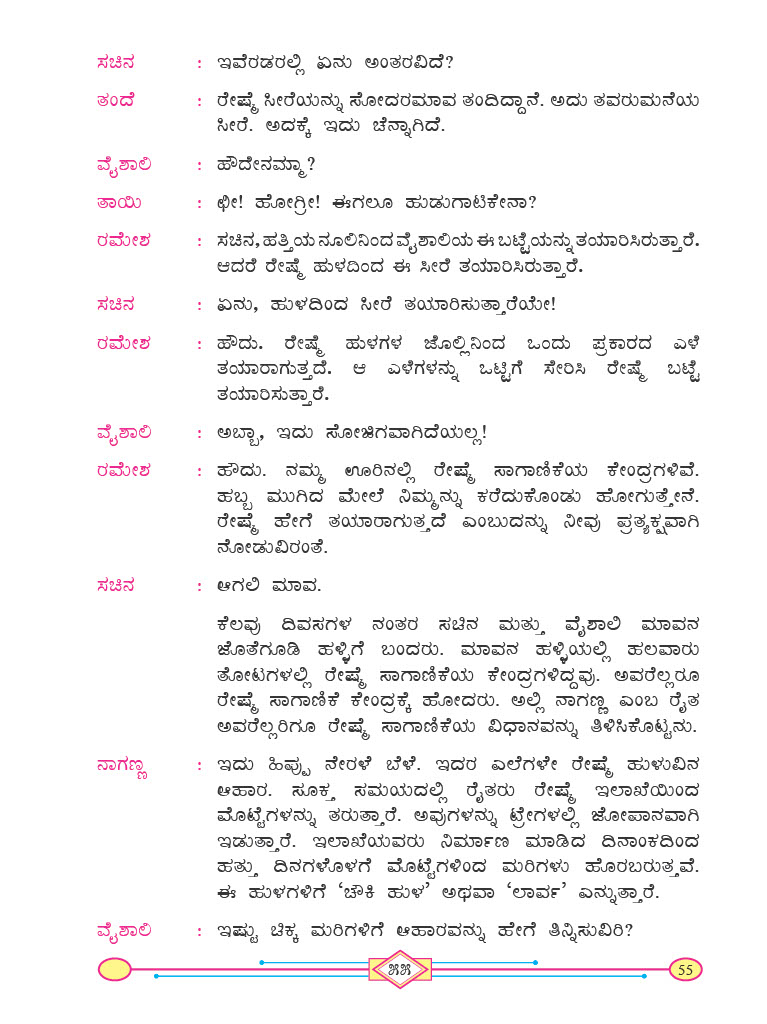 ಸಚಿನ : ಇವೆರಡರಲ್ಲಿ ಏನು ಅಂತರವಿದೆ?
ತಂದೆ : ರೇಷ್ಮೆ ಸೀರೆಯನ್ನು ಸೋದರಮಾವ ತಂದಿದ್ದಾನೆ. ಅದು ತವರುಮನೆಯ
ಸೀರೆ. ಅದಕ್ಕೆ ಇದು ಚೆನ್ನಾಗಿದೆ.
ವೈಶಾಲಿ : ಹೌದೇನಮ್ಮಾ?
ತಾಯಿ : ಛೀ! ಹೋಗ್ರೀ! ಈಗಲೂ ಹುಡುಗಾಟಿಕೇನಾ?
ರಮೇಶ : ಸಚಿನ, ಹತ್ತಿಯ ನೂಲಿನಿಂದ ವೈಶಾಲಿಯ ಈ ಬಟ್ಟೆಯನ್ನು ತಯಾರಿಸಿರುತ್ತಾರೆ.
ಆದರೆ ರೇಷ್ಮೆ ಹುಳದಿಂದ ಈ ಸೀರೆ ತಯಾರಿಸಿರುತ್ತಾರೆ.
ಸಚಿನ : ಏನು, ಹುಳದಿಂದ ಸೀರೆ ತಯಾರಿಸುತ್ತಾರೆಯೇ!
ರಮೇಶ : ಹೌದು. ರೇಷ್ಮೆ ಹುಳಗಳ ಜೊಲ್ಲಿನಿಂದ ಒಂದು ಪ್ರಕಾರದ ಎಳೆ
ತಯಾರಾಗುತ್ತದೆ. ಆ ಎಳೆಗಳನ್ನು ಒಟ್ಟಿಗೆ ಸೇರಿಸಿ ರೇಷ್ಮೆ ಬಟ್ಟೆ
ತಯಾರಿಸುತ್ತಾರೆ.
ವೈಶಾಲಿ : ಅಬ್ಬಾ, ಇದು ಸೋಜಿಗವಾಗಿದೆಯಲ್ಲ!
ರಮೇಶ : ಹೌದು. ನಮ್ಮ ಊರಿನಲ್ಲಿ ರೇಷ್ಮೆ ಸಾಗಾಣಿಕೆಯ ಕೇಂದ್ರಗಳಿವೆ.
ಹಬ್ಬ ಮುಗಿದ ಮೇಲೆ ನಿಮ್ಮನ್ನು ಕರೆದುಕೊಂಡು ಹೋಗುತ್ತೇನೆ.
ರೇಷ್ಮೆ ಹೇಗೆ ತಯಾರಾಗುತ್ತದೆ ಎಂಬುದನ್ನು ನೀವು ಪ್ರತ್ಯಕ್ಷವಾಗಿ
ನೋಡುವಿರಂತೆ.
ಸಚಿನ : ಆಗಲಿ ಮಾವ.
ಕೆಲವು ದಿವಸಗಳ ನಂತರ ಸಚಿನ ಮತ್ತು ವೈಶಾಲಿ ಮಾವನ
ಜೊತೆಗೂಡಿ ಹಳ್ಳಿಗೆ ಬಂದರು. ಮಾವನ ಹಳ್ಳಿಯಲ್ಲಿ ಹಲವಾರು
ತೋಟಗಳಲ್ಲಿ ರೇಷ್ಮೆ ಸಾಗಾಣಿಕೆಯ ಕೇಂದ್ರಗಳಿದ್ದವು. ಅವರೆಲ್ಲರೂ
ರೇಷ್ಮೆ ಸಾಗಾಣಿಕೆ ಕೇಂದ್ರಕ್ಕೆ ಹೋದರು. ಅಲ್ಲಿ ನಾಗಣ್ಣ ಎಂಬ ರೈತ
ಅವರೆಲ್ಲರಿಗೂ ರೇಷ್ಮೆ ಸಾಗಾಣಿಕೆಯ ವಿಧಾನವನ್ನು ತಿಳಿಸಿಕೊಟ್ಟನು.
ನಾಗಣ್ಣ : ಇದು ಹಿಪ್ಪು ನೇರಳೆ ಬೆಳೆ. ಇದರ ಎಲೆಗಳೇ ರೇಷ್ಮೆ ಹುಳುವಿನ
ಆಹಾರ. ಸೂಕ್ತ ಸಮಯದಲ್ಲಿ ರೈತರು ರೇಷ್ಮೆ ಇಲಾಖೆಯಿಂದ
ಮೊಟ್ಟೆಗಳನ್ನು ತರುತ್ತಾರೆ. ಅವುಗಳನ್ನು ಟ್ರೇಗಳಲ್ಲಿ ಜೋಪಾನವಾಗಿ
ಇಡುತ್ತಾರೆ. ಇಲಾಖೆಯವರು ನಿರ್ಮಾಣ ಮಾಡಿದ ದಿನಾಂಕದಿಂದ
ಹತ್ತು ದಿನಗಳೊಳಗೆ ಮೊಟ್ಟೆಗಳಿಂದ ಮರಿಗಳು ಹೊರಬರುತ್ತವೆ.
ಈ ಹುಳಗಳಿಗೆ ‘ಚೌಕಿ ಹುಳ’ ಅಥವಾ ‘ಲಾರ್ವ’ ಎನ್ನುತ್ತಾರೆ.
ವೈಶಾಲಿ : ಇಷ್ಟು ಚಿಕ್ಕ ಮರಿಗಳಿಗೆ ಆಹಾರವನ್ನು ಹೇಗೆ ತಿನ್ನಿಸುವಿರಿ?
೫೫ 55